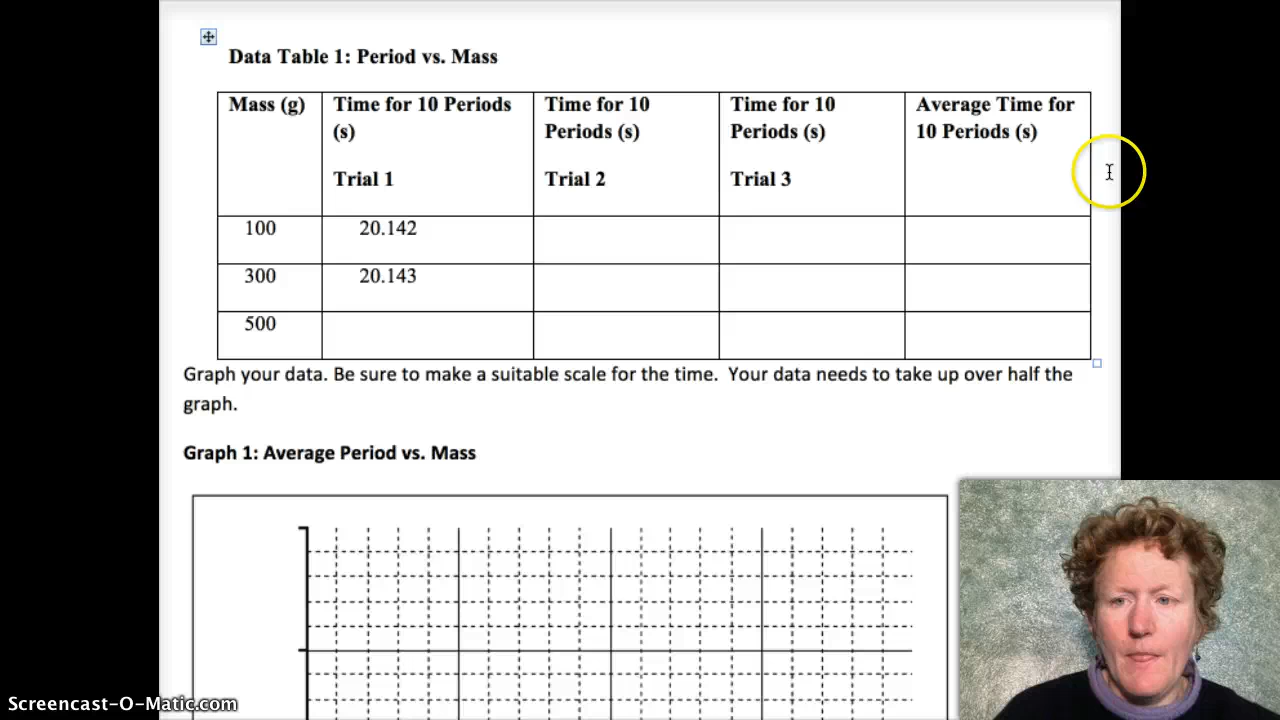 Data Table 1: Period vs. Mass
Mass (g) Time for 10 Periods Time for 10 Time for 10 Average Time for
(s) Periods (s) Periods (s) 10 Periods (s)
Trial 1 Trial 2 Trial 3
100 20.142
300 20.143
500
Graph your data. Be sure to make a suitable scale for the time. Your data needs to take up over half the
graph.
Graph 1: Average Period vs. Mass
Screencast-O-Matic.com